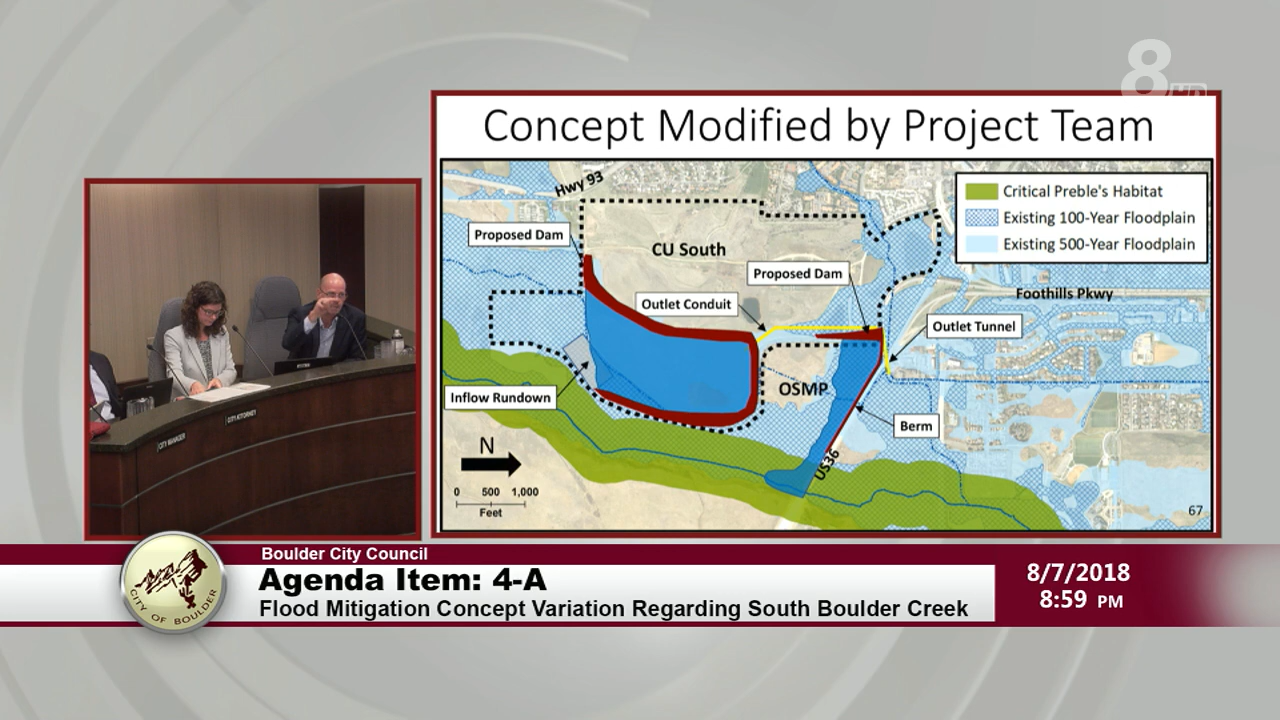 8
HD
Concept Modified by Project Team
Hwy 93
Critical Preble's Habitat
Existing 100-Year Floodplain
Existing 500-Year Floodplain
Proposed Dam
CU South
Proposed Dam
Outlet Conduit
Foothills Pkwy
Outlet Tunnel
OSMP
Inflow Rundown
Berm
N
US36
0 500 1,000
Feet
67
CITY MANAGER
CITY ATTORNEY
CITY OF BOULDER
Boulder City Council
Agenda Item: 4-A
Flood Mitigation Concept Variation Regarding South Boulder Creek
8/7/2018
8:59 PM